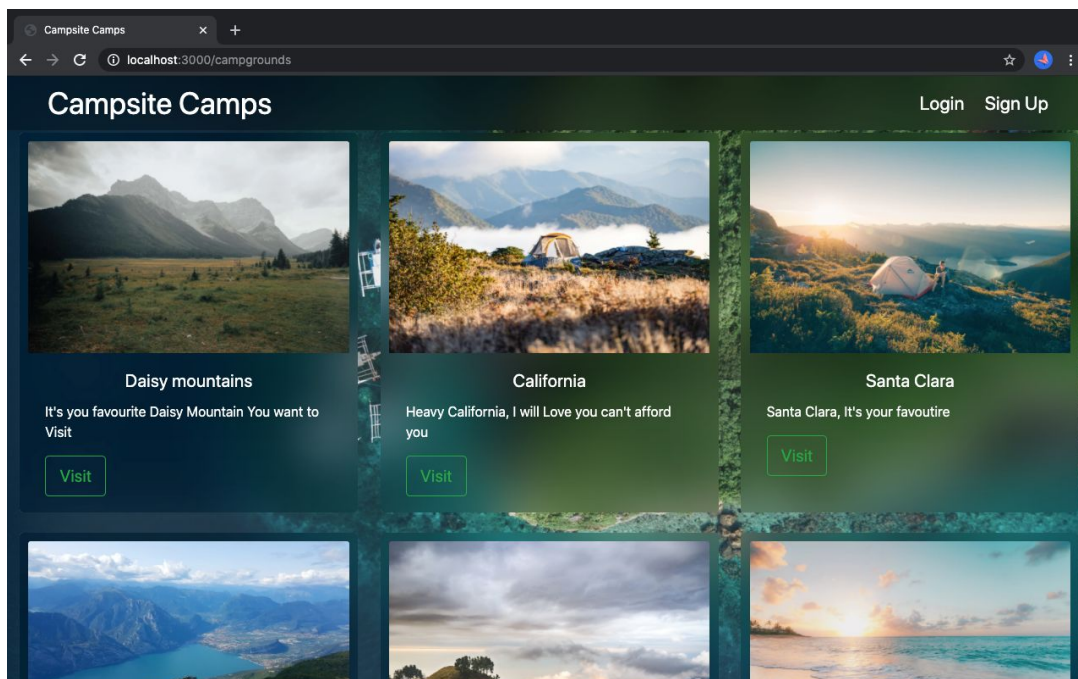 Campsite Camps
localhost:3000/campgrounds
Campsite Camps
Login Sign Up
Daisy mountains
It's you favourite Daisy Mountain You want to
Visit
Visit
California
Heavy California, I will Love you can't afford
you
Visit
Santa Clara
Santa Clara, It's your favoutire
Visit